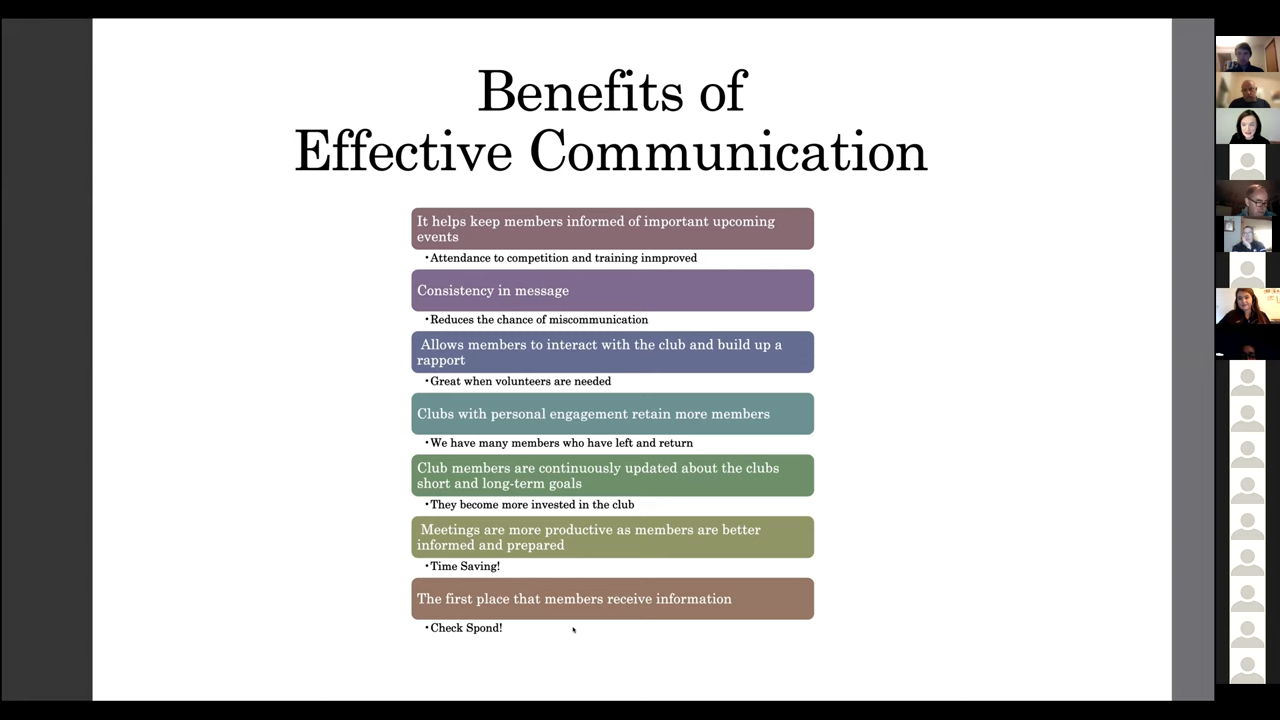 Benefits of
Effective Communication
It helps keep members informed of important upcoming
events
•Attendance to competition and training inmproved
Consistency in message
•Reduces the chance of miscommunication
Allows members to interact with the club and build up a
rapport
•Great when volunteers are needed
Clubs with personal engagement retain more members
•We have many members who have left and return
Club members are continuously updated about the clubs
short and long-term goals
•They become more invested in the club
Meetings are more productive as members are better
informed and prepared
•Time Saving!
The first place that members receive information
•Check Spond!